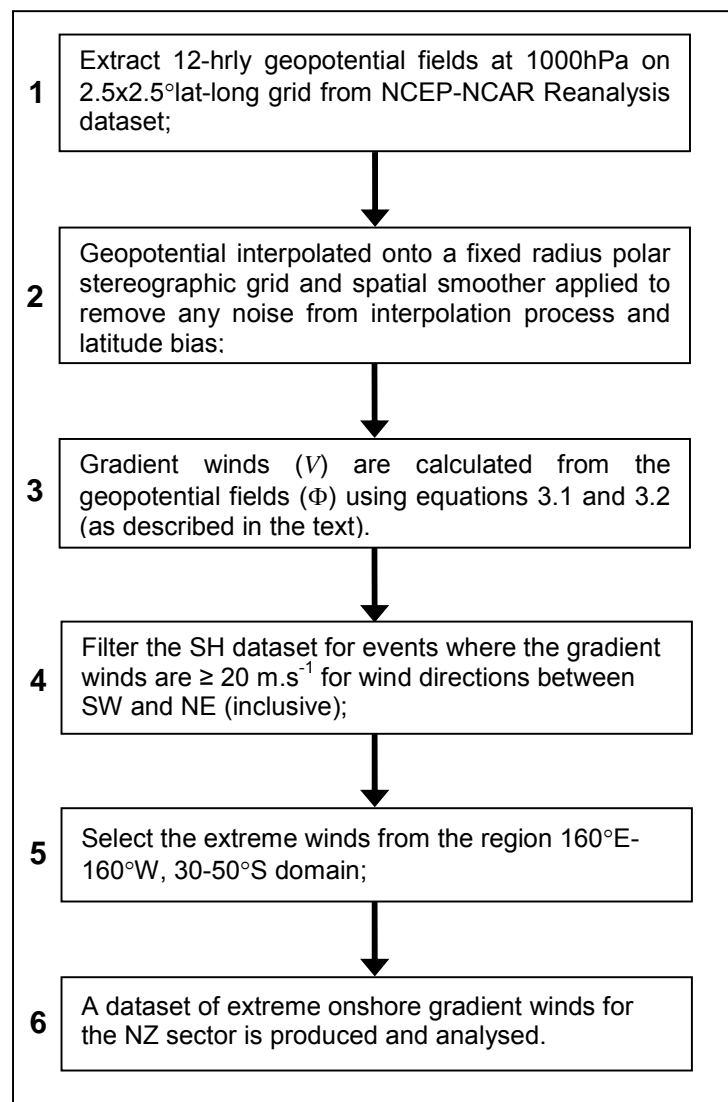 1
Extract 12-hrly geopotential fields at 1000hPa on
2.5x2.5°lat-long grid from NCEP-NCAR Reanalysis
dataset;
2
Geopotential interpolated onto a fixed radius polar
stereographic grid and spatial smoother applied to
remove any noise from interpolation process and
latitude bias;
3
Gradient winds (V) are calculated from the
geopotential fields (Φ) using equations 3.1 and 3.2
(as described in the text).
4
Filter the SH dataset for events where the gradient
winds are ≥ 20 m.s⁻¹ for wind directions between
SW and NE (inclusive);
5
Select the extreme winds from the region 160°E-
160°W, 30-50°S domain;
6
A dataset of extreme onshore gradient winds for
the NZ sector is produced and analysed.